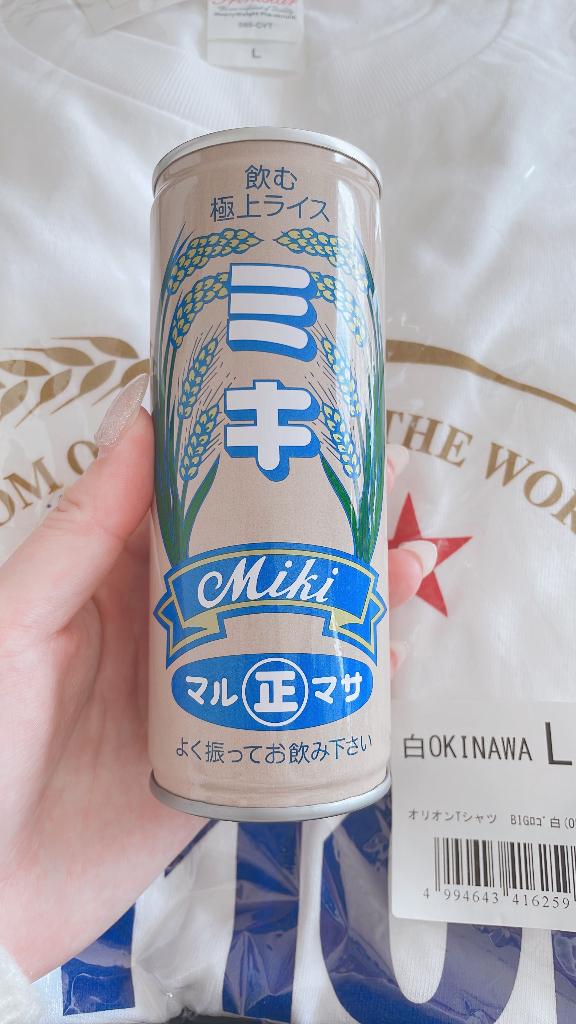 L
飲む
極上ライス
ミキ
THE WOR
Miki
マル 正 マサ
よく振ってお飲み下さい
白OKINAWA L
オリオンTシャツ BIGロゴ 白(O
4 994643 416259